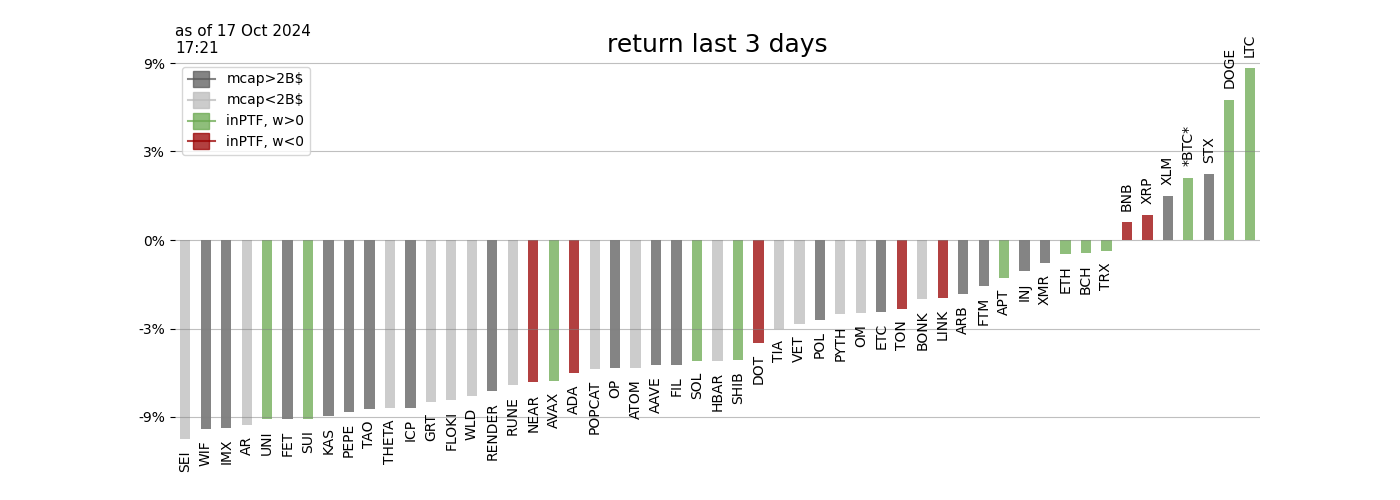 as of 17 Oct 2024
17:21
return last 3 days
9%
3%
0%
-3%
-9%
mcap>2B$
mcap<2B$
inPTF, w>0
inPTF, w<0
SEI
WIF
IMX
AR
UNI
FET
SUI
KAS
PEPE
TAO
THETA
ICP
GRT
FLOKI
WLD
RENDER
RUNE
NEAR
AVAX
ADA
POPCAT
OP
ATOM
AAVE
FIL
SOL
HBAR
SHIB
DOT
TIA
VET
POL
PYTH
OM
ETC
TON
BONK
LINK
ARB
FTM
APT
INJ
XMR
ETH
BCH
TRX
BNB
XRP
XLM
*BTC*
STX
DOGE
LTC